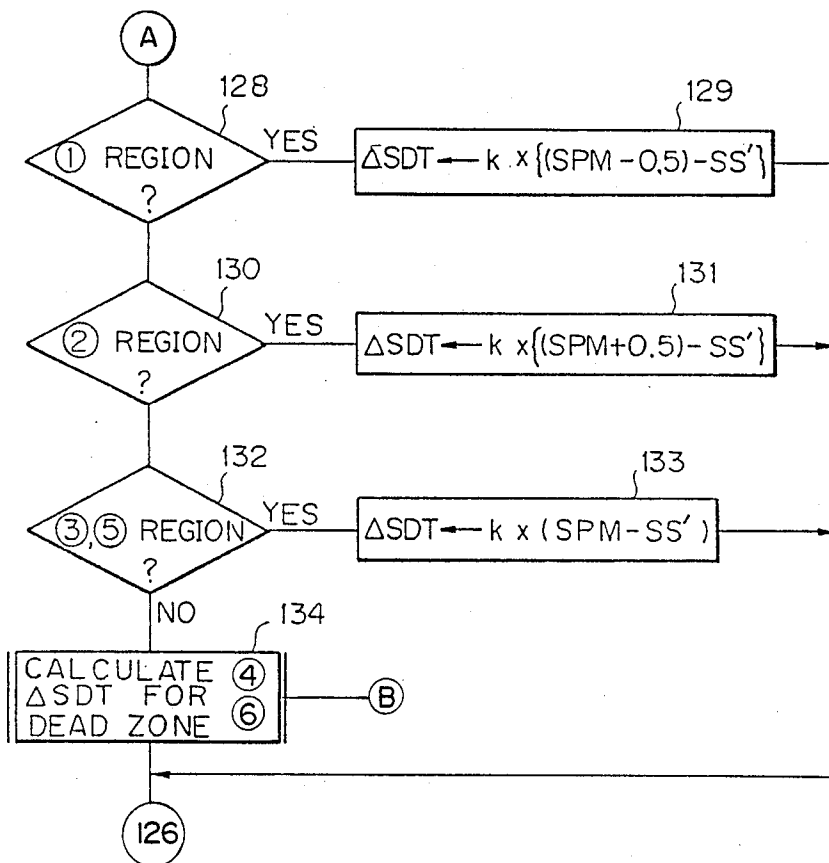 A
128
① REGION
?
YES
129
ΔSDT ← k x {(SPM - 0.5) - SS'}
130
② REGION
?
YES
131
ΔSDT ← k x {(SPM + 0.5) - SS'}
132
③,⑤ REGION
?
YES
133
ΔSDT ← k x (SPM - SS')
NO
134
CALCULATE ④
ΔSDT FOR
DEAD ZONE ⑥
B
126